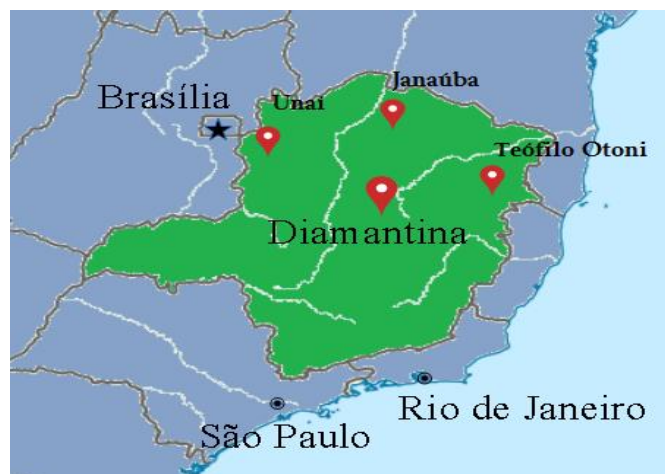 Janaúba
Brasília
Unaí
Teófilo Otoni
Diamantina
Rio de Janeiro
São Paulo